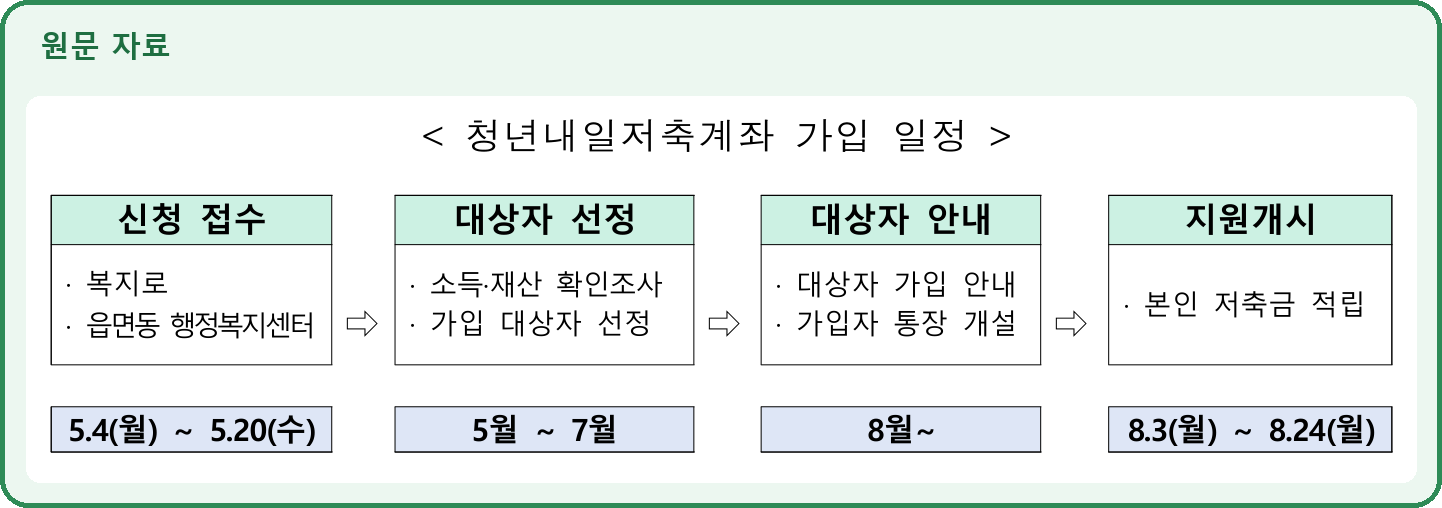 원문 자료
< 청년내일저축계좌 가입 일정 >
신청 접수
· 복지로
· 읍면동 행정복지센터
5.4(월) ~ 5.20(수)
대상자 선정
· 소득·재산 확인조사
· 가입 대상자 선정
5월 ~ 7월
대상자 안내
· 대상자 가입 안내
· 가입자 통장 개설
8월~
지원개시
· 본인 저축금 적립
8.3(월) ~ 8.24(월)